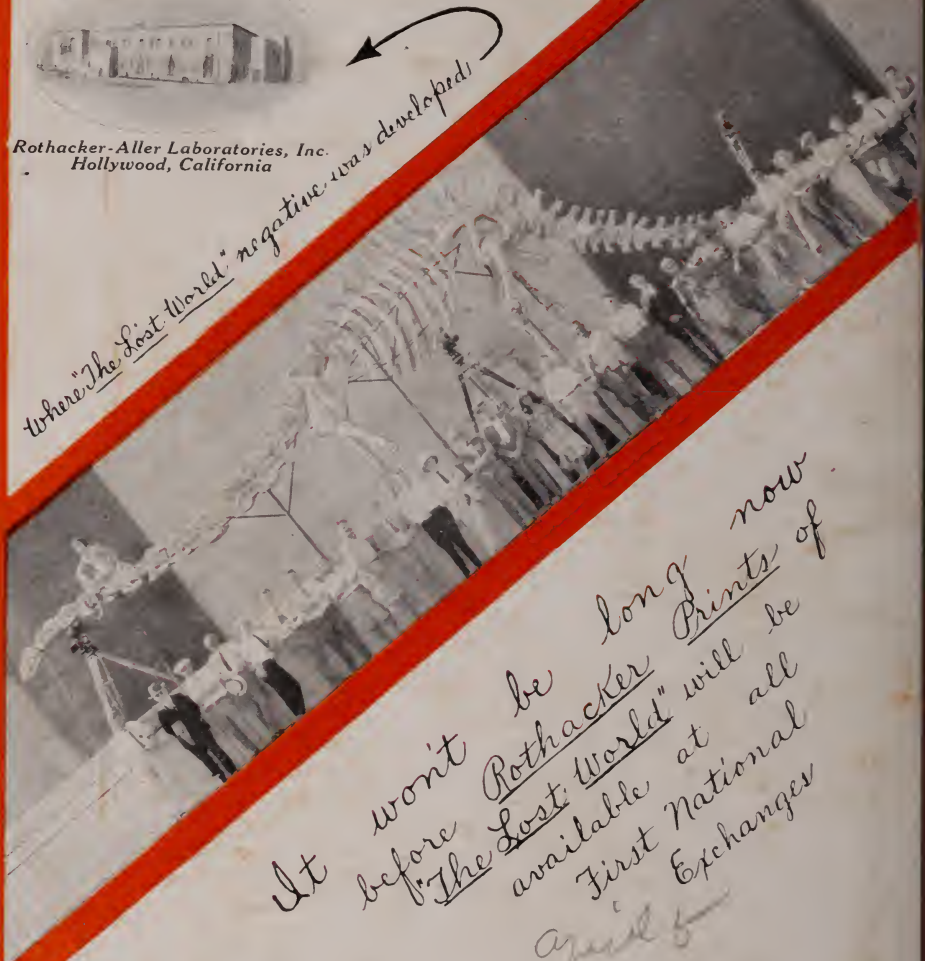 Rothacker-Aller Laboratories, Inc.
Hollywood, California
Where "The Lost World" negative was developed
It won't be long now
before Rothacker Prints of
"The Lost World" will be
available at all
First National
Exchanges